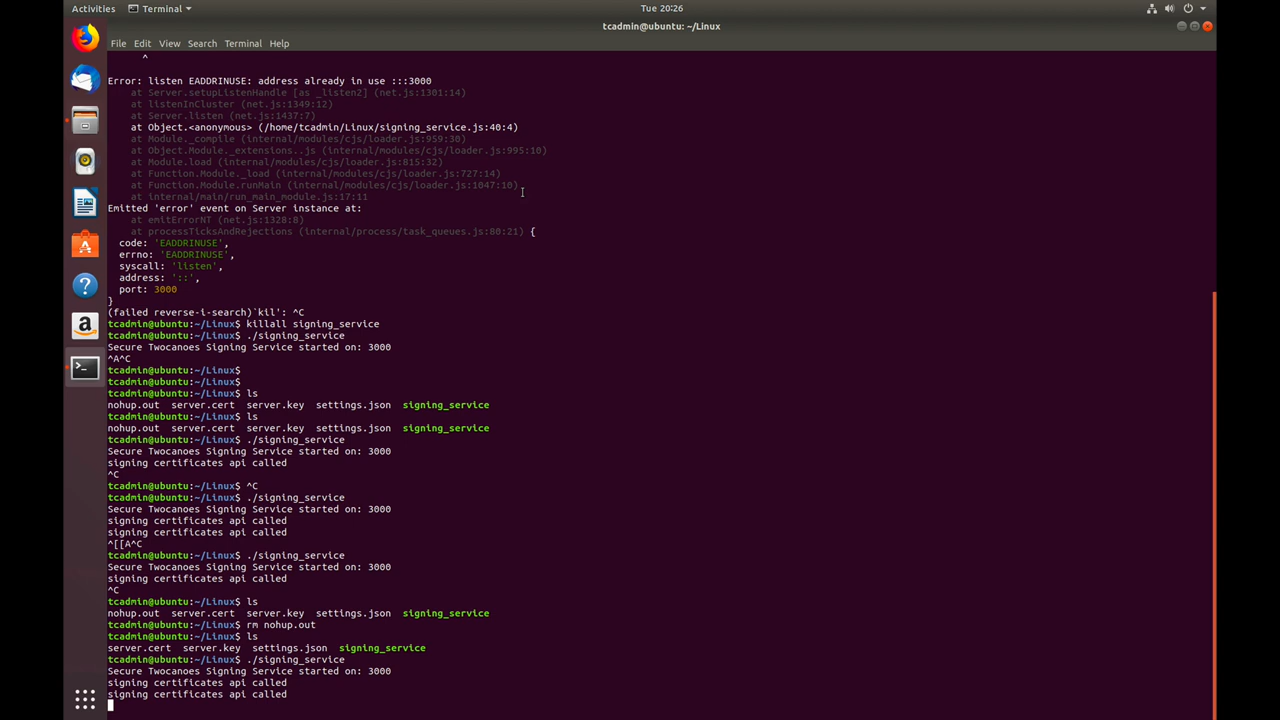 Activities Terminal Tue 20:26
tcadmin@ubuntu: ~/Linux
File Edit View Search Terminal Help
^
Error: listen EADDRINUSE: address already in use :::3000
at Server.setupListenHandle [as _listen2] (net.js:1301:14)
at listenInCluster (net.js:1349:12)
at Server.listen (net.js:1437:7)
at Object.<anonymous> (/home/tcadmin/Linux/signing_service.js:40:4)
at Module._compile (internal/modules/cjs/loader.js:959:30)
at Object.Module._extensions..js (internal/modules/cjs/loader.js:995:10)
at Module.load (internal/modules/cjs/loader.js:815:32)
at Function.Module._load (internal/modules/cjs/loader.js:727:14)
at Function.Module.runMain (internal/modules/cjs/loader.js:1047:10)
at internal/main/run_main_module.js:17:11
Emitted 'error' event on Server instance at:
at emitErrorNT (net.js:1328:8)
at processTicksAndRejections (internal/process/task_queues.js:80:21) {
code: 'EADDRINUSE',
errno: 'EADDRINUSE',
syscall: 'listen',
address: '::',
port: 3000
}
(failed reverse-i-search)`kil': ^C
tcadmin@ubuntu:~/Linux$ killall signing_service
tcadmin@ubuntu:~/Linux$ ./signing_service
Secure Twocanoes Signing Service started on: 3000
^A^C
tcadmin@ubuntu:~/Linux$
tcadmin@ubuntu:~/Linux$
tcadmin@ubuntu:~/Linux$ ls
nohup.out server.cert server.key settings.json signing_service
tcadmin@ubuntu:~/Linux$ ls
nohup.out server.cert server.key settings.json signing_service
tcadmin@ubuntu:~/Linux$ ./signing_service
Secure Twocanoes Signing Service started on: 3000
signing certificates api called
^C
tcadmin@ubuntu:~/Linux$ ^C
tcadmin@ubuntu:~/Linux$ ./signing_service
Secure Twocanoes Signing Service started on: 3000
signing certificates api called
signing certificates api called
^[[A^C
tcadmin@ubuntu:~/Linux$ ./signing_service
Secure Twocanoes Signing Service started on: 3000
signing certificates api called
^C
tcadmin@ubuntu:~/Linux$ ls
nohup.out server.cert server.key settings.json signing_service
tcadmin@ubuntu:~/Linux$ rm nohup.out
tcadmin@ubuntu:~/Linux$ ls
server.cert server.key settings.json signing_service
tcadmin@ubuntu:~/Linux$ ./signing_service
Secure Twocanoes Signing Service started on: 3000
signing certificates api called
signing certificates api called